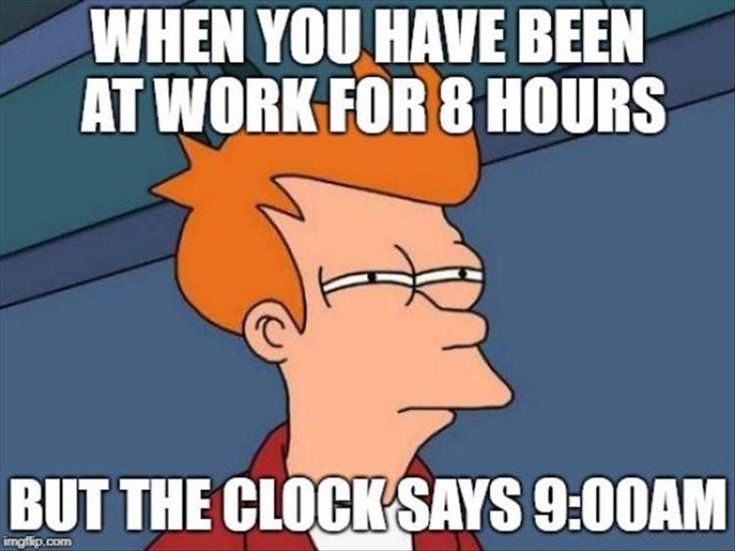 WHEN YOU HAVE BEEN
AT WORK FOR 8 HOURS
BUT THE CLOCK SAYS 9:00AM
imgflip.com